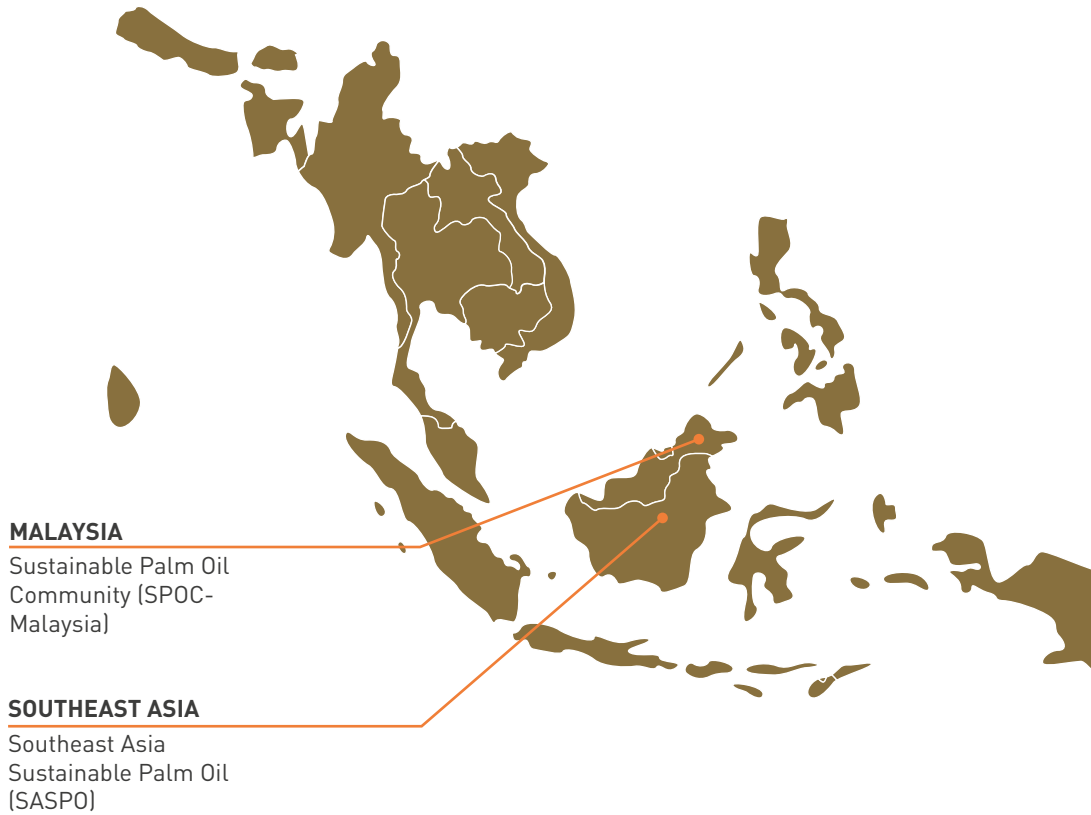 MALAYSIA
Sustainable Palm Oil
Community (SPOC-
Malaysia)
SOUTHEAST ASIA
Southeast Asia
Sustainable Palm Oil
(SASPO)